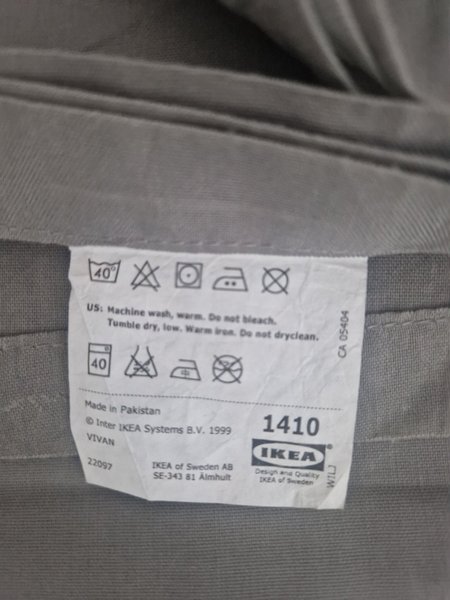 40°
US: Machine wash, warm. Do not bleach.
Tumble dry, low. Warm iron. Do not dryclean.
40
CA 05404
Made in Pakistan
© Inter IKEA Systems B.V. 1999
VIVAN
22097
IKEA of Sweden AB
SE-343 81 Älmhult
1410
IKEA
Design and Quality
IKEA of Sweden